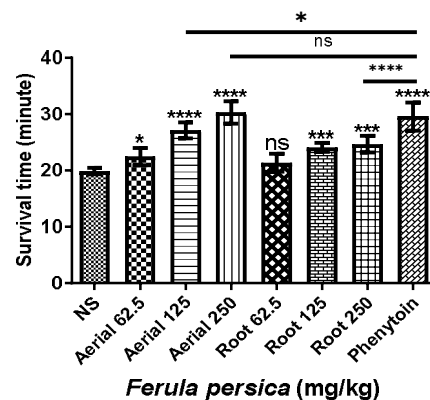 *
ns
****
Survival time (minute)
40
30
20
10
0
*
****
****
ns
***
***
****
NS
Aerial 62.5
Aerial 125
Aerial 250
Root 62.5
Root 125
Root 250
Phenytoin
Ferula persica (mg/kg)